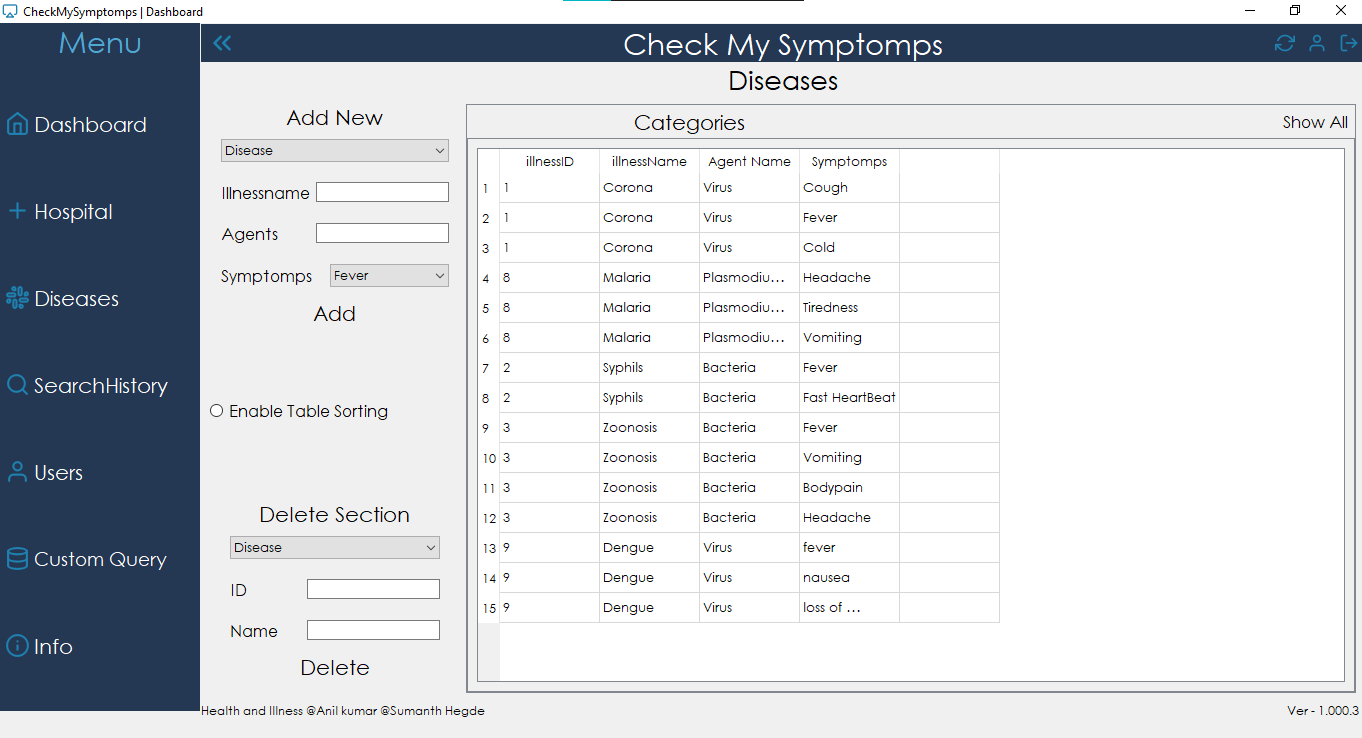 CheckMySymptomps | Dashboard
Menu
Check My Symptomps
Dashboard
Hospital
Diseases
SearchHistory
Users
Custom Query
Info
Diseases
Add New
Disease
Illnessname
Agents
Symptomps Fever
Add
Enable Table Sorting
Delete Section
Disease
ID
Name
Delete
Categories Show All
illnessID illnessName Agent Name Symptomps
1 1 Corona Virus Cough
2 1 Corona Virus Fever
3 1 Corona Virus Cold
4 8 Malaria Plasmodiu... Headache
5 8 Malaria Plasmodiu... Tiredness
6 8 Malaria Plasmodiu... Vomiting
7 2 Syphils Bacteria Fever
8 2 Syphils Bacteria Fast HeartBeat
9 3 Zoonosis Bacteria Fever
10 3 Zoonosis Bacteria Vomiting
11 3 Zoonosis Bacteria Bodypain
12 3 Zoonosis Bacteria Headache
13 9 Dengue Virus fever
14 9 Dengue Virus nausea
15 9 Dengue Virus loss of ...
Health and Illness @Anil kumar @Sumanth Hegde
Ver - 1.000.3